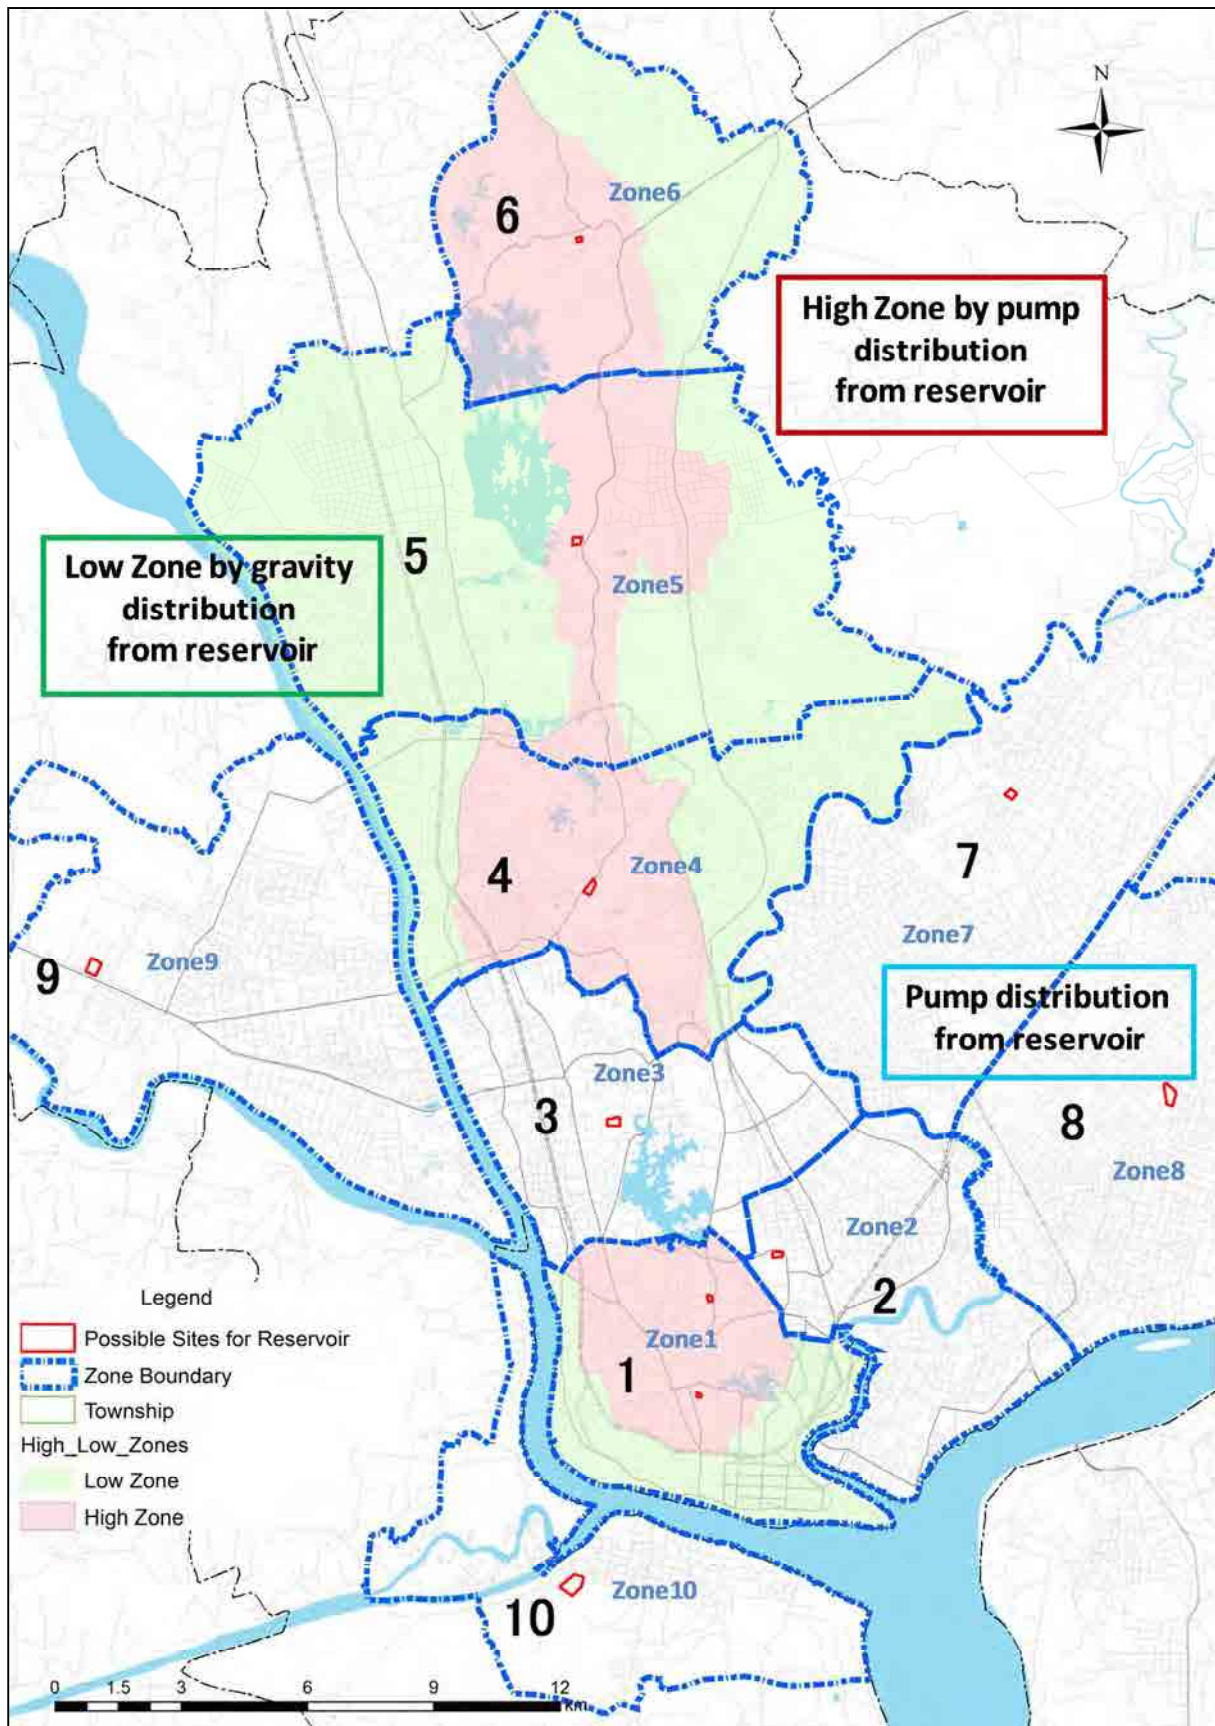 N
Zone6
6
High Zone by pump
distribution
from reservoir
5
Low Zone by gravity
distribution
from reservoir
Zone5
7
4
Zone4
Zone7
9
Zone9
Pump distribution
from reservoir
Zone3
3
8
Zone8
Zone2
2
Legend
Possible Sites for Reservoir
Zone Boundary
Township
High_Low_Zones
Low Zone
High Zone
Zone1
1
Zone10
10
0 1.5 3 6 9 12
km